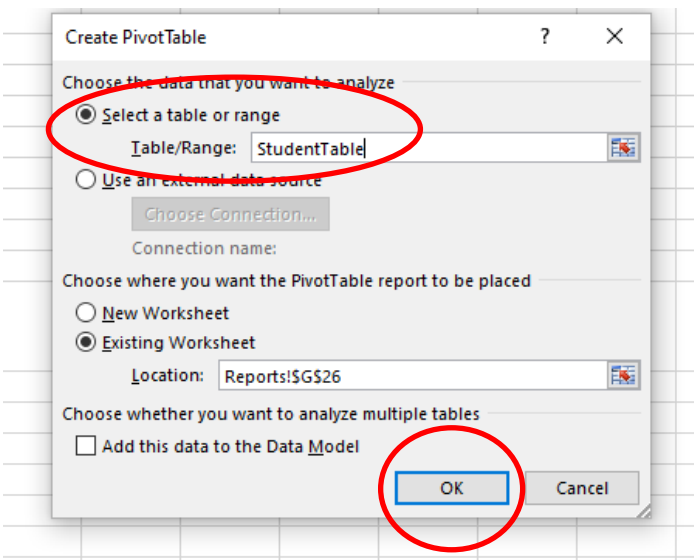 Create PivotTable ? ×
Choose the data that you want to analyze
Select a table or range
Table/Range: StudentTable
Use an external data source
Choose Connection...
Connection name:
Choose where you want the PivotTable report to be placed
New Worksheet
Existing Worksheet
Location: Reports!$G$26
Choose whether you want to analyze multiple tables
Add this data to the Data Model
OK Cancel